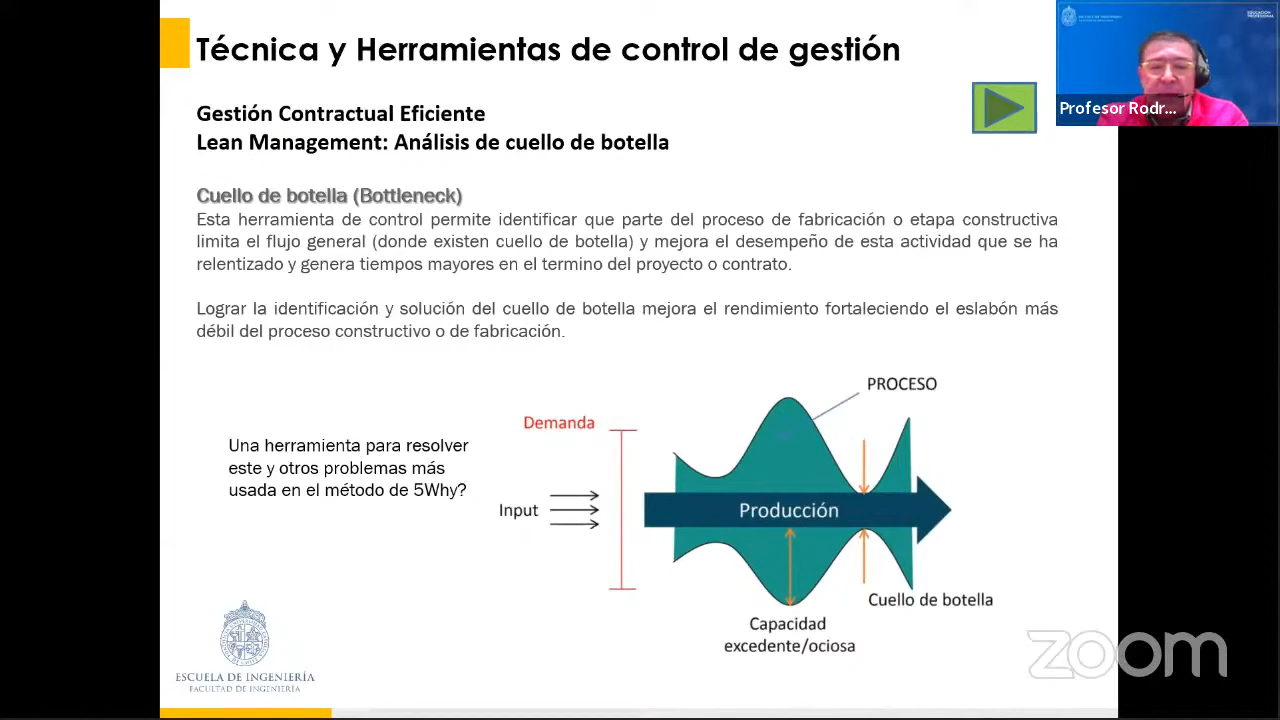 Técnica y Herramientas de control de gestión
Gestión Contractual Eficiente
Lean Management: Análisis de cuello de botella
Cuello de botella (Bottleneck)
Esta herramienta de control permite identificar que parte del proceso de fabricación o etapa constructiva
limita el flujo general (donde existen cuello de botella) y mejora el desempeño de esta actividad que se ha
relentizado y genera tiempos mayores en el termino del proyecto o contrato.
Lograr la identificación y solución del cuello de botella mejora el rendimiento fortaleciendo el eslabón más
débil del proceso constructivo o de fabricación.
Una herramienta para resolver
este y otros problemas más
usada en el método de 5Why?
PROCESO
Demanda
Input
Producción
Cuello de botella
Capacidad
excedente/ociosa
ESCUELA DE INGENIERÍA
FACULTAD DE INGENIERÍA
ESCUELA DE INGENIERÍA
EDUCACIÓN
PROFESIONAL
Profesor Rodr...
zoom